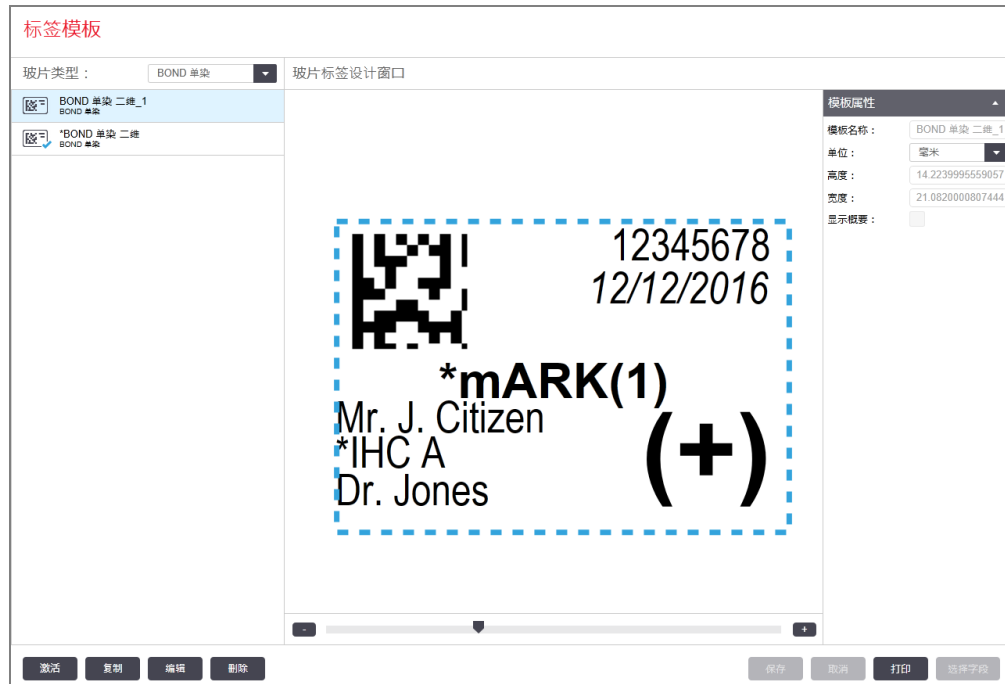 标签模板
玻片类型： BOND 单染 玻片标签设计窗口
BOND 单染 二维_1
BOND 单染
*BOND 单染 二维
BOND 单染
模板属性
模板名称： BOND 单染 二维_1
单位： 毫米
高度： 14.2239995559057
宽度： 21.0820000807444
显示概要：
12345678
12/12/2016
*mARK(1)
Mr. J. Citizen
*IHC A
(+)
Dr. Jones
- +
激活 复制 编辑 删除 保存 取消 打印 选择字段